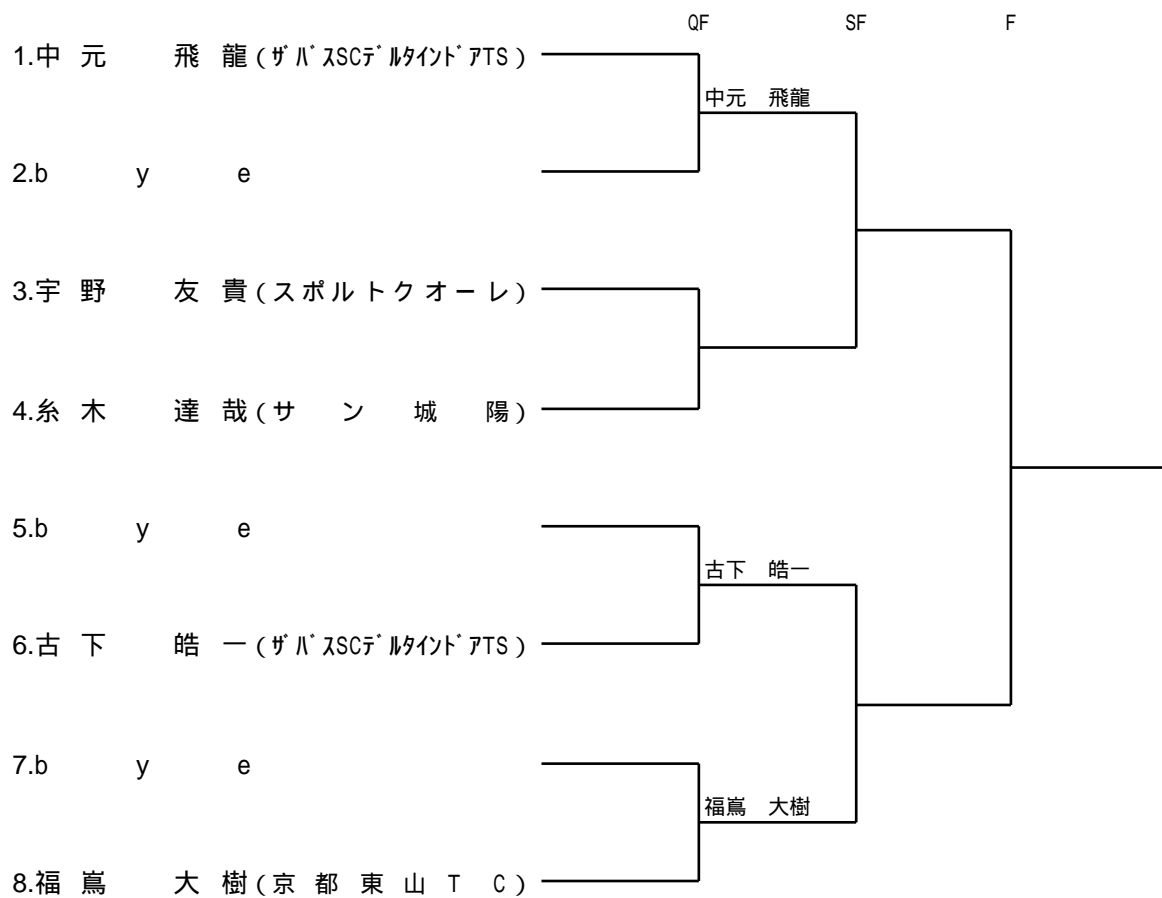 QF SF F
1.中元 飛龍(ザバスSCデルタインドアTS)
中元 飛龍
2.b y e
3.宇野 友貴(スポルトクオーレ)
4.糸木 達哉(サン城陽)
5.b y e
古下 皓一
6.古下 皓一(ザバスSCデルタインドアTS)
7.b y e
福嶌 大樹
8.福嶌 大樹(京都東山TC)